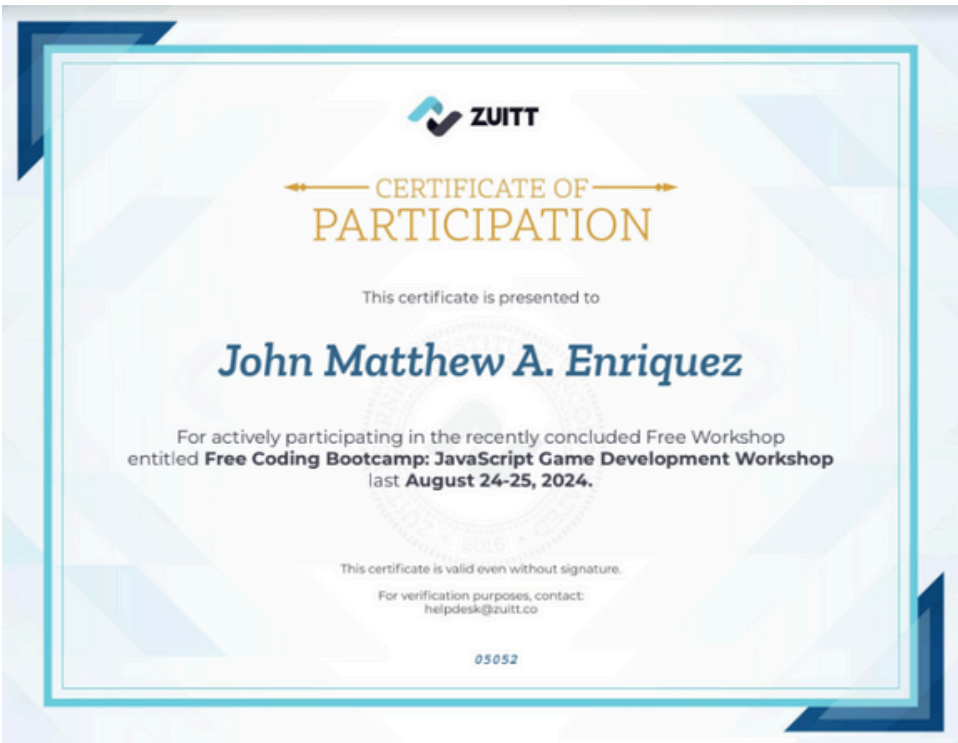 ZUITT
CERTIFICATE OF
PARTICIPATION
This certificate is presented to
John Matthew A. Enriquez
For actively participating in the recently concluded Free Workshop
entitled Free Coding Bootcamp: JavaScript Game Development Workshop
last August 24-25, 2024.
2016
This certificate is valid even without signature.
For verification purposes, contact:
helpdesk@zuitt.co
05052